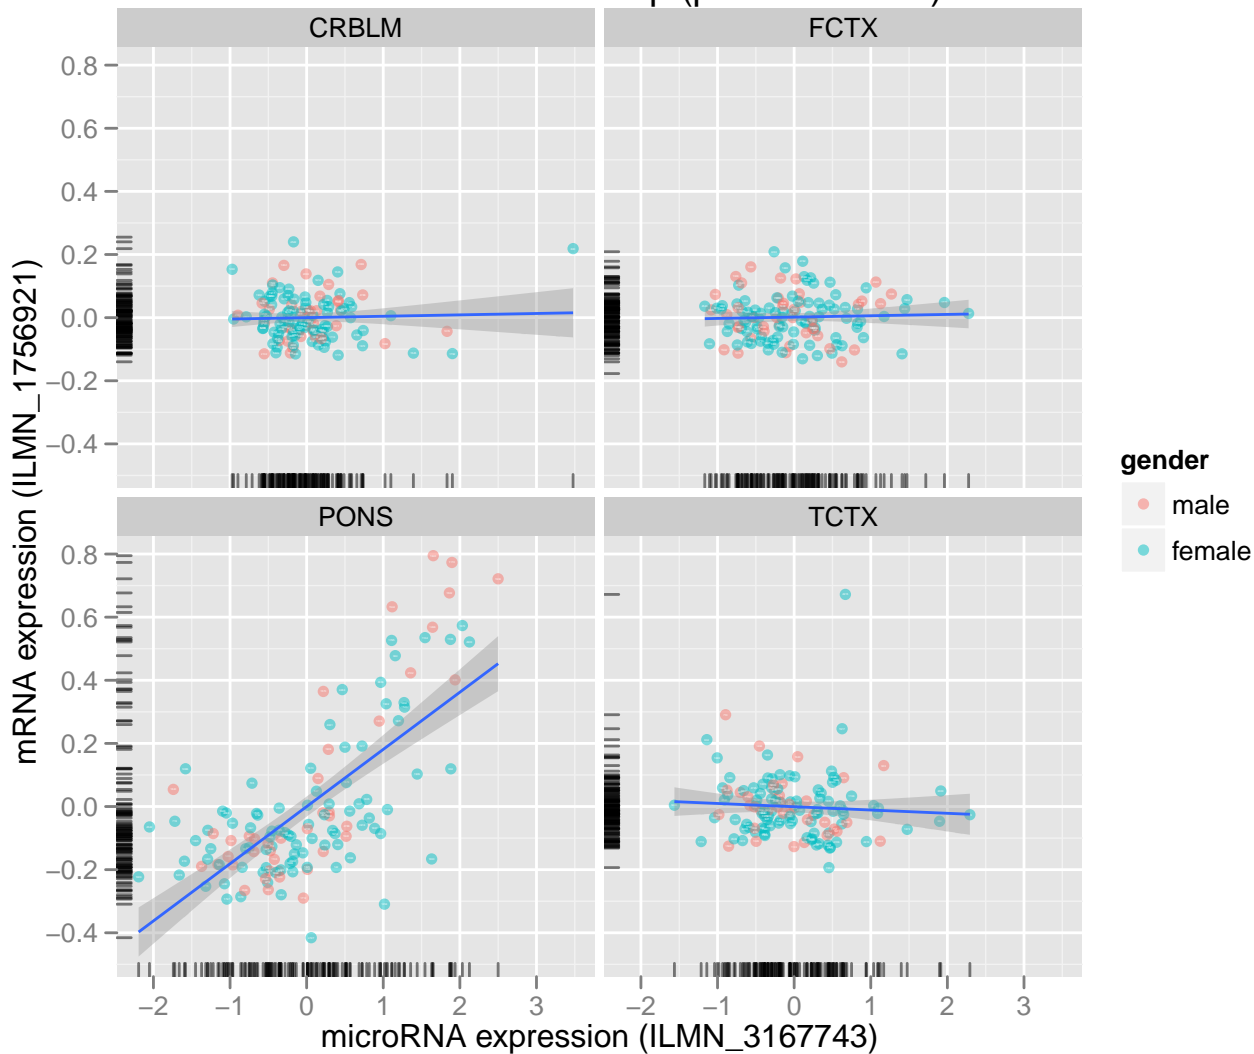 CRBLM
FCTX
0.8
0.6
0.4
0.2
0.0
−0.2
−0.4
PONS
TCTX
0.8
0.6
0.4
0.2
0.0
−0.2
−0.4
−2 −1 0 1 2 3
−2 −1 0 1 2 3
microRNA expression (ILMN_3167743)
mRNA expression (ILMN_1756921)
gender
male
female